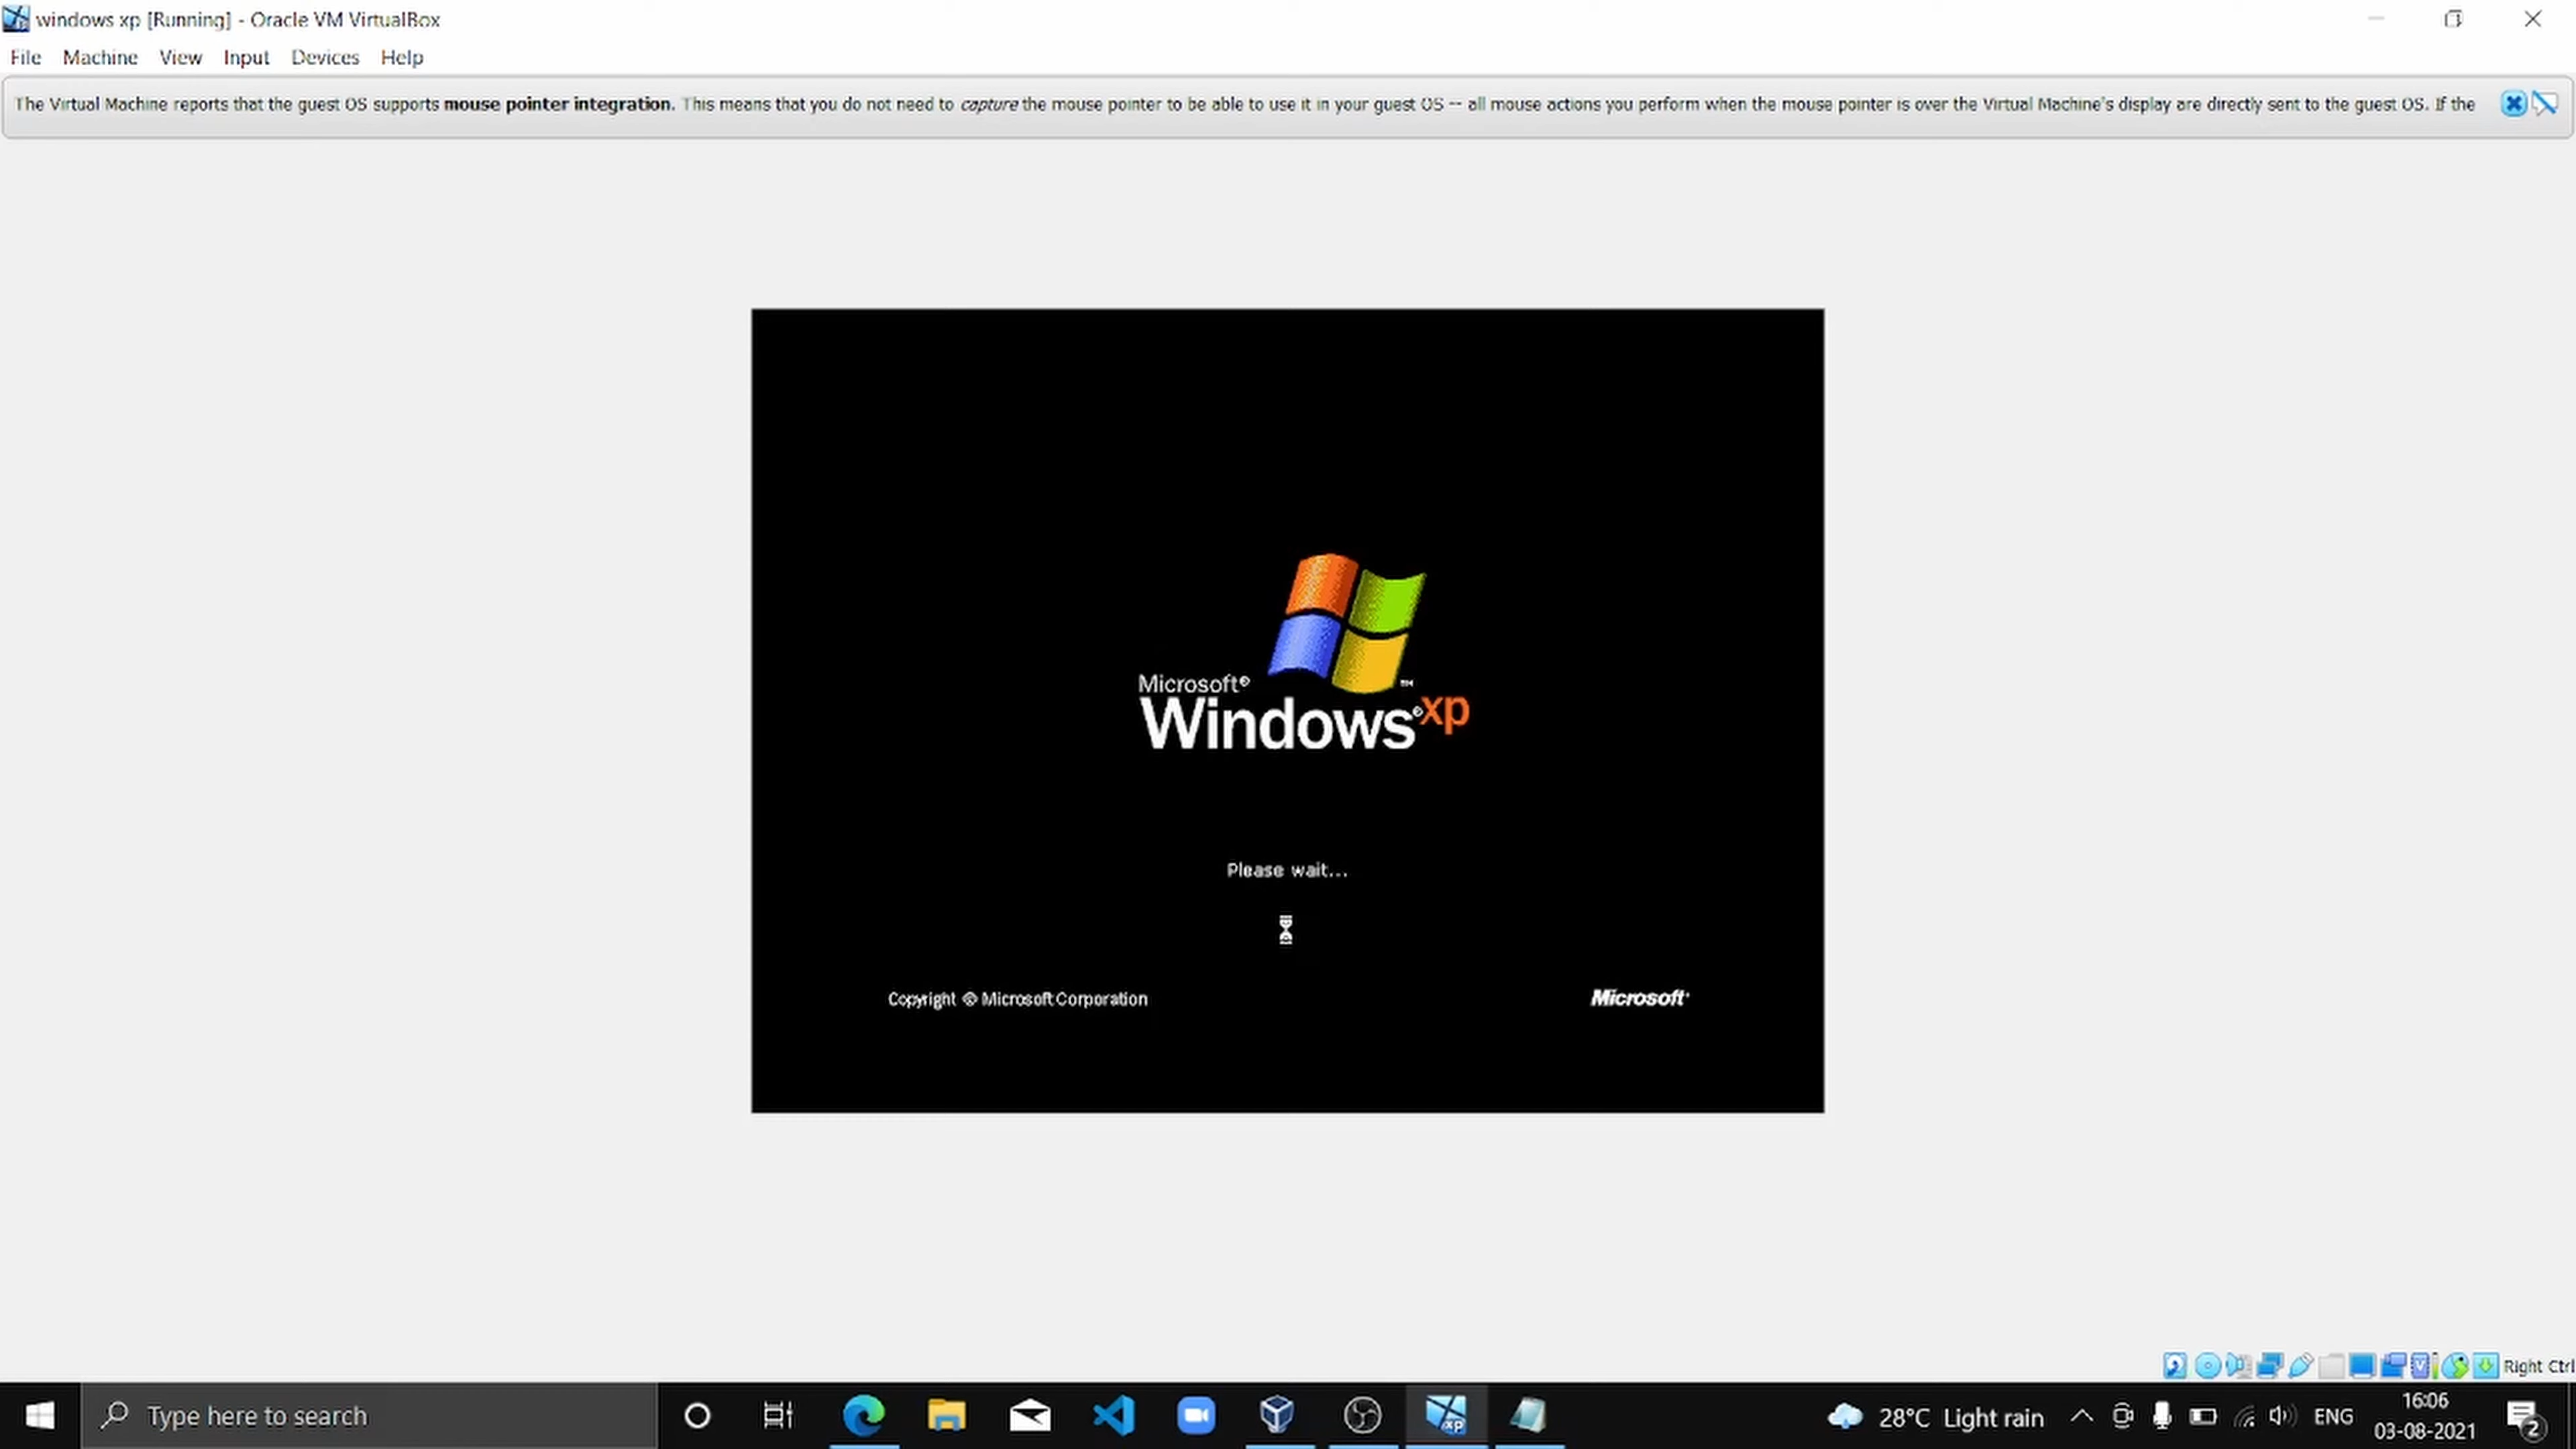 windows xp [Running] - Oracle VM VirtualBox
File Machine View Input Devices Help
The Virtual Machine reports that the guest OS supports mouse pointer integration. This means that you do not need to capture the mouse pointer to be able to use it in your guest OS -- all mouse actions you perform when the mouse pointer is over the Virtual Machine's display are directly sent to the guest OS. If the
Microsoft®
Windows® xp
™
Please wait...
Copyright © Microsoft Corporation
Microsoft®
Right Ctrl
Type here to search
xp
28°C Light rain
ENG
16:06
03-08-2021
2